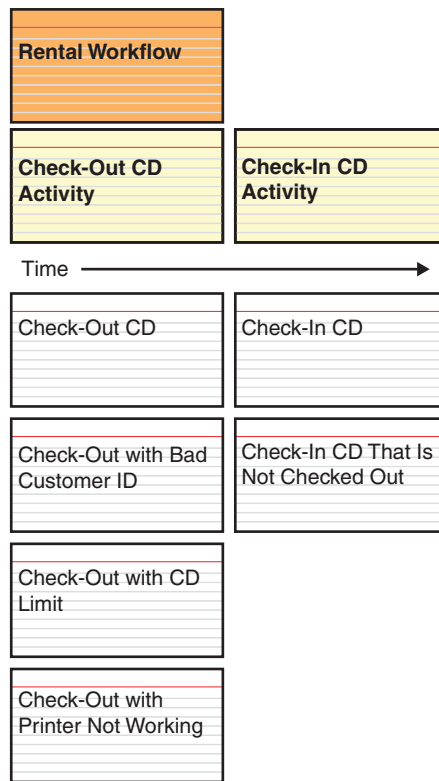 Rental Workflow
Check-Out CD
Activity
Check-In CD
Activity
Time
Check-Out CD
Check-In CD
Check-Out with Bad
Customer ID
Check-In CD That Is
Not Checked Out
Check-Out with CD
Limit
Check-Out with
Printer Not Working